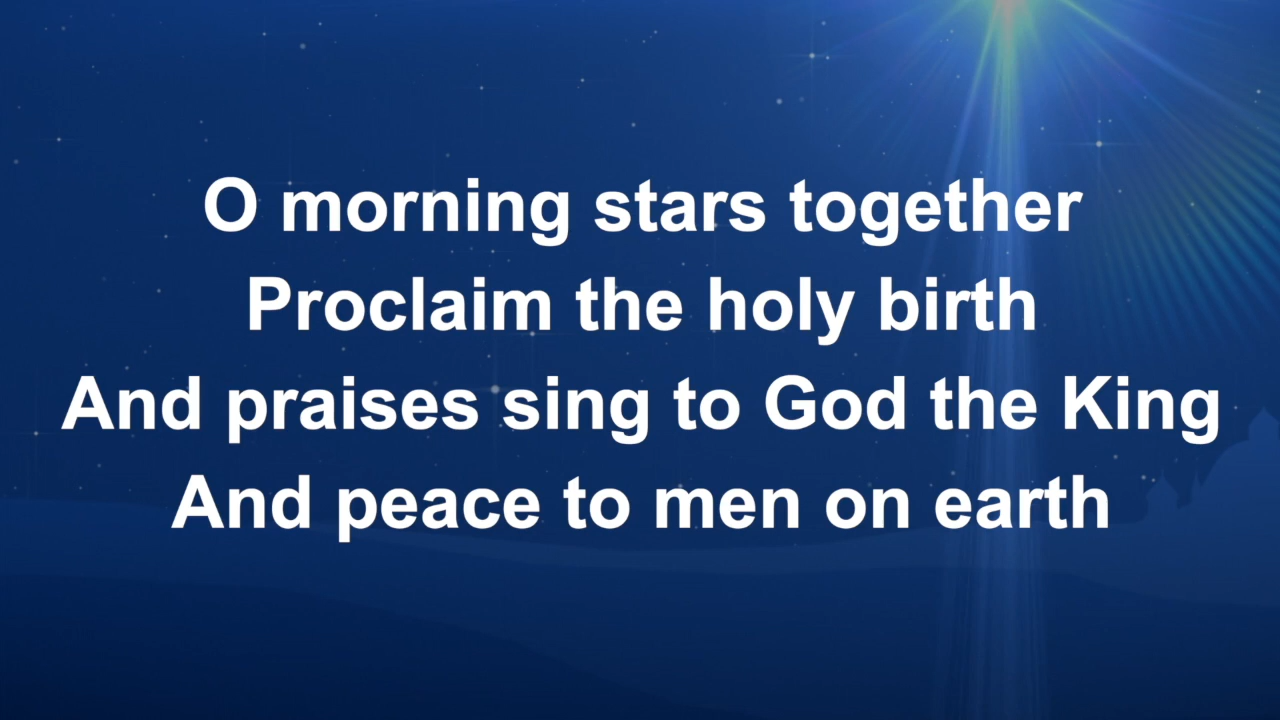 O morning stars together
Proclaim the holy birth
And praises sing to God the King
And peace to men on earth